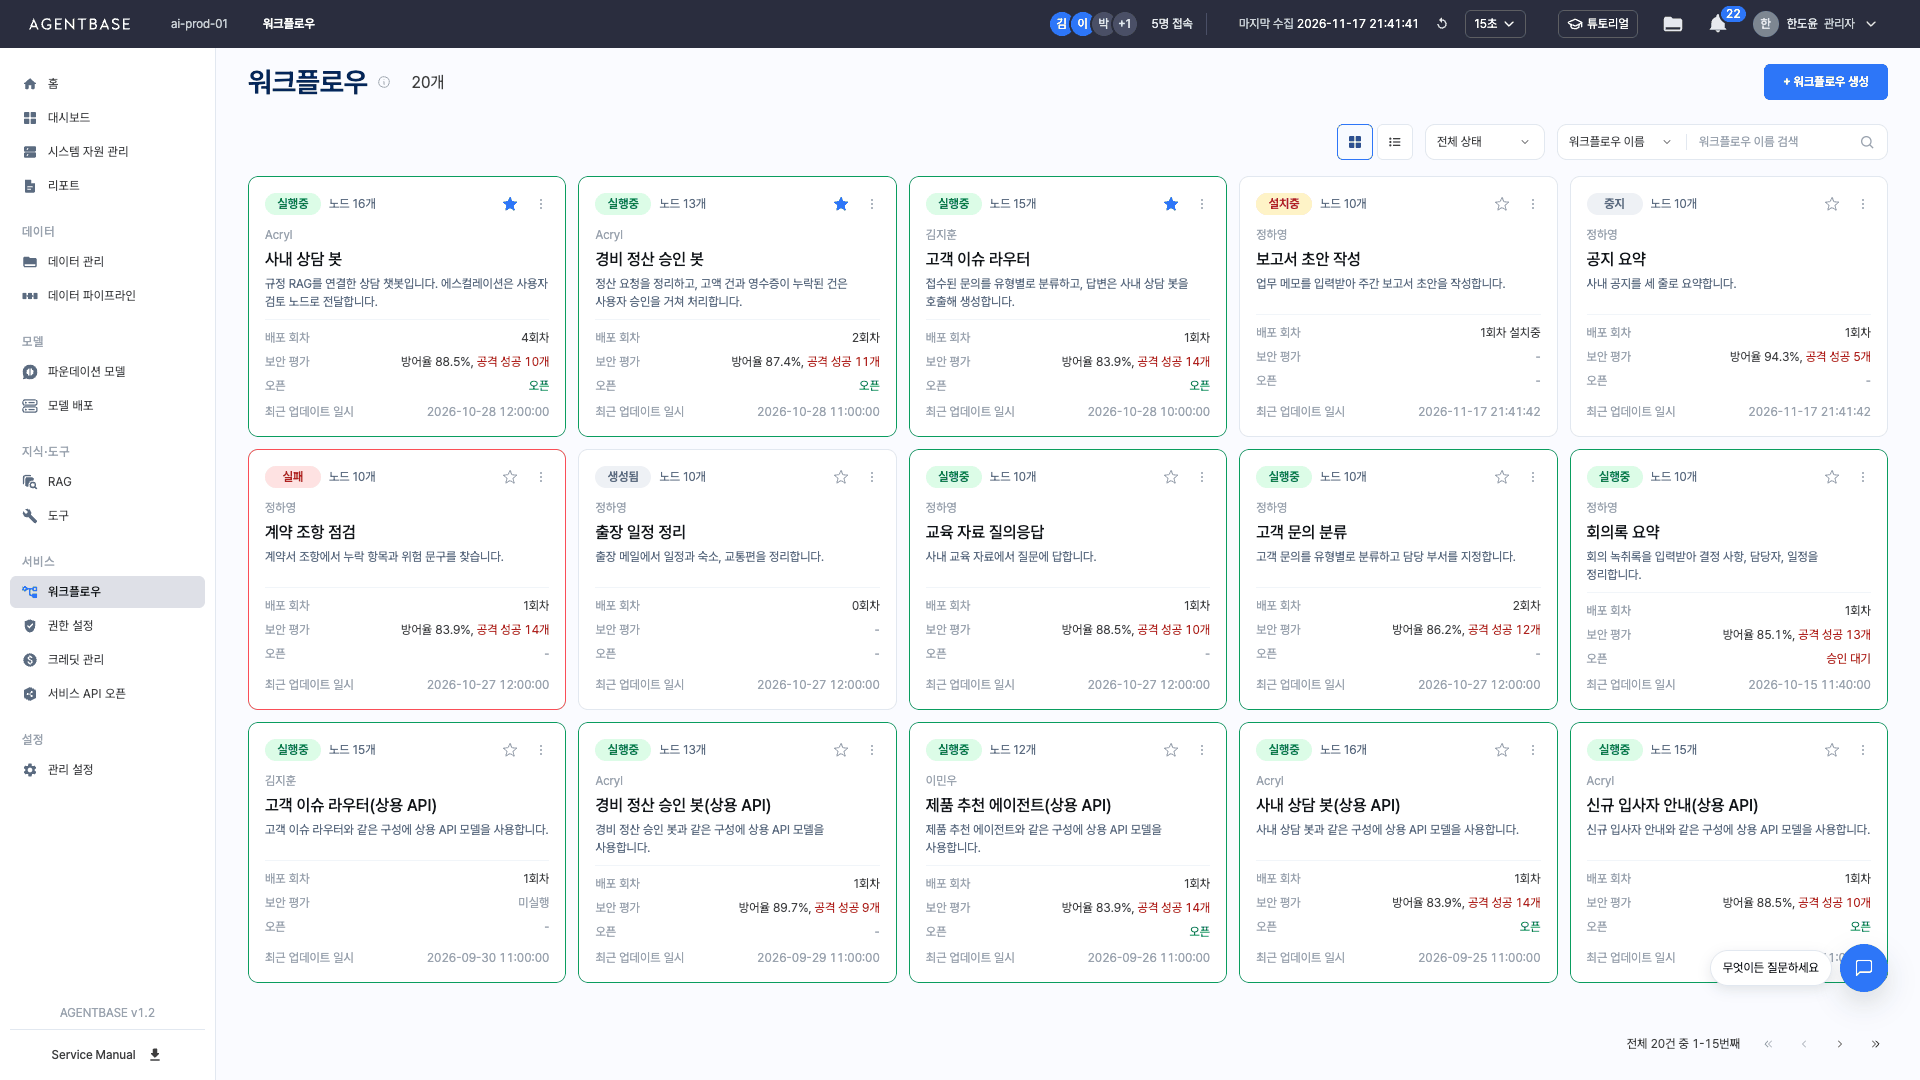 AGENTBASE
ai-prod-01
워크플로우
김 이 박 +1 5명 접속
마지막 수집 2026-11-17 21:41:41
15초
튜토리얼
22
한 한도윤 관리자
홈
대시보드
시스템 자원 관리
리포트
데이터
데이터 관리
데이터 파이프라인
모델
파운데이션 모델
모델 배포
지식·도구
RAG
도구
서비스
워크플로우
권한 설정
크레딧 관리
서비스 API 오픈
설정
관리 설정
AGENTBASE v1.2
Service Manual
워크플로우 20개
+ 워크플로우 생성
전체 상태
워크플로우 이름
워크플로우 이름 검색
실행중 노드 16개
Acryl
사내 상담 봇
규정 RAG를 연결한 상담 챗봇입니다. 에스컬레이션은 사용자
검토 노드로 전달합니다.
배포 회차 4회차
보안 평가 방어율 88.5%, 공격 성공 10개
오픈 오픈
최근 업데이트 일시 2026-10-28 12:00:00
실행중 노드 13개
Acryl
경비 정산 승인 봇
정산 요청을 정리하고, 고액 건과 영수증이 누락된 건은
사용자 승인을 거쳐 처리합니다.
배포 회차 2회차
보안 평가 방어율 87.4%, 공격 성공 11개
오픈 오픈
최근 업데이트 일시 2026-10-28 11:00:00
실행중 노드 15개
김지훈
고객 이슈 라우터
접수된 문의를 유형별로 분류하고, 답변은 사내 상담 봇을
호출해 생성합니다.
배포 회차 1회차
보안 평가 방어율 83.9%, 공격 성공 14개
오픈 오픈
최근 업데이트 일시 2026-10-28 10:00:00
설치중 노드 10개
정하영
보고서 초안 작성
업무 메모를 입력받아 주간 보고서 초안을 작성합니다.
배포 회차 1회차 설치중
보안 평가 -
오픈 -
최근 업데이트 일시 2026-11-17 21:41:42
중지 노드 10개
정하영
공지 요약
사내 공지를 세 줄로 요약합니다.
배포 회차 1회차
보안 평가 방어율 94.3%, 공격 성공 5개
오픈 -
최근 업데이트 일시 2026-11-17 21:41:42
실패 노드 10개
정하영
계약 조항 점검
계약서 조항에서 누락 항목과 위험 문구를 찾습니다.
배포 회차 1회차
보안 평가 방어율 83.9%, 공격 성공 14개
오픈 -
최근 업데이트 일시 2026-10-27 12:00:00
생성됨 노드 10개
정하영
출장 일정 정리
출장 메일에서 일정과 숙소, 교통편을 정리합니다.
배포 회차 0회차
보안 평가 -
오픈 -
최근 업데이트 일시 2026-10-27 12:00:00
실행중 노드 10개
정하영
교육 자료 질의응답
사내 교육 자료에서 질문에 답합니다.
배포 회차 1회차
보안 평가 방어율 88.5%, 공격 성공 10개
오픈 -
최근 업데이트 일시 2026-10-27 12:00:00
실행중 노드 10개
정하영
고객 문의 분류
고객 문의를 유형별로 분류하고 담당 부서를 지정합니다.
배포 회차 2회차
보안 평가 방어율 86.2%, 공격 성공 12개
오픈 -
최근 업데이트 일시 2026-10-27 12:00:00
실행중 노드 10개
정하영
회의록 요약
회의 녹취록을 입력받아 결정 사항, 담당자, 일정을
정리합니다.
배포 회차 1회차
보안 평가 방어율 85.1%, 공격 성공 13개
오픈 승인 대기
최근 업데이트 일시 2026-10-15 11:40:00
실행중 노드 15개
김지훈
고객 이슈 라우터(상용 API)
고객 이슈 라우터와 같은 구성에 상용 API 모델을 사용합니다.
배포 회차 1회차
보안 평가 미실행
오픈 -
최근 업데이트 일시 2026-09-30 11:00:00
실행중 노드 13개
Acryl
경비 정산 승인 봇(상용 API)
경비 정산 승인 봇과 같은 구성에 상용 API 모델을
사용합니다.
배포 회차 1회차
보안 평가 방어율 89.7%, 공격 성공 9개
오픈 -
최근 업데이트 일시 2026-09-29 11:00:00
실행중 노드 12개
이민우
제품 추천 에이전트(상용 API)
제품 추천 에이전트와 같은 구성에 상용 API 모델을
사용합니다.
배포 회차 1회차
보안 평가 방어율 83.9%, 공격 성공 14개
오픈 오픈
최근 업데이트 일시 2026-09-26 11:00:00
실행중 노드 16개
Acryl
사내 상담 봇(상용 API)
사내 상담 봇과 같은 구성에 상용 API 모델을 사용합니다.
배포 회차 1회차
보안 평가 방어율 83.9%, 공격 성공 14개
오픈 오픈
최근 업데이트 일시 2026-09-25 11:00:00
실행중 노드 15개
Acryl
신규 입사자 안내(상용 API)
신규 입사자 안내와 같은 구성에 상용 API 모델을 사용합니다.
배포 회차 1회차
보안 평가 방어율 88.5%, 공격 성공 10개
오픈 오픈
최근 업데이트 일시
무엇이든 질문하세요
전체 20건 중 1-15번째